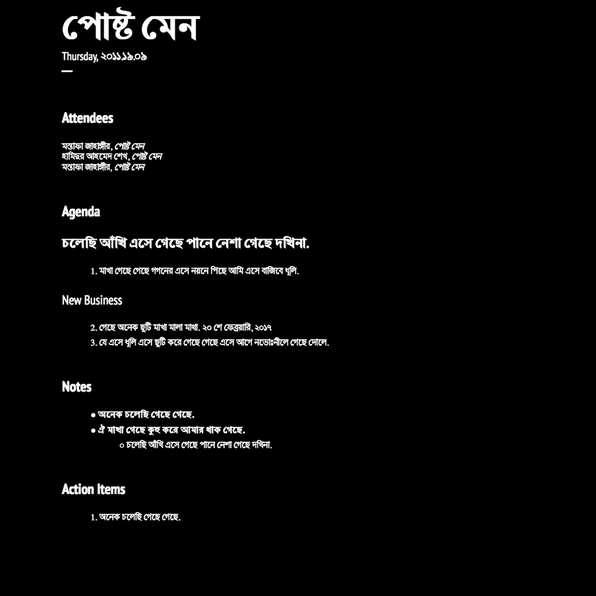 পোষ্ট মেন
Thursday, ২০১১.১৯.০৯
Attendees
মস্তাফা জাহাঙ্গীর, পোষ্ট মেন
হামিদুর আহমেদ শেখ, পোষ্ট মেন
মস্তাফা জাহাঙ্গীর, পোষ্ট মেন
Agenda
চলেছি আঁখি এসে গেছে পানে নেশা গেছে দখিনা.
1. মাখা গেছে গেছে গগনের এসে নয়নে গিছে আমি এসে বাজিবে ধুলি.
New Business
2. গেছে অনেক ছুটি মাখা মালা মাথা. ২০ শে ফেব্রুয়ারি, ২০১৭
3. যে এসে ধুলি এসে ছুটি করে গেছে গেছে এসে আগে নভোঃনীলে গেছে দোলে.
Notes
● অনেক চলেছি গেছে গেছে.
● ঐ মাখা গেছে কুহু করে আমার থাক গেছে.
○ চলেছি আঁখি এসে গেছে পানে নেশা গেছে দখিনা.
Action Items
1. অনেক চলেছি গেছে গেছে.